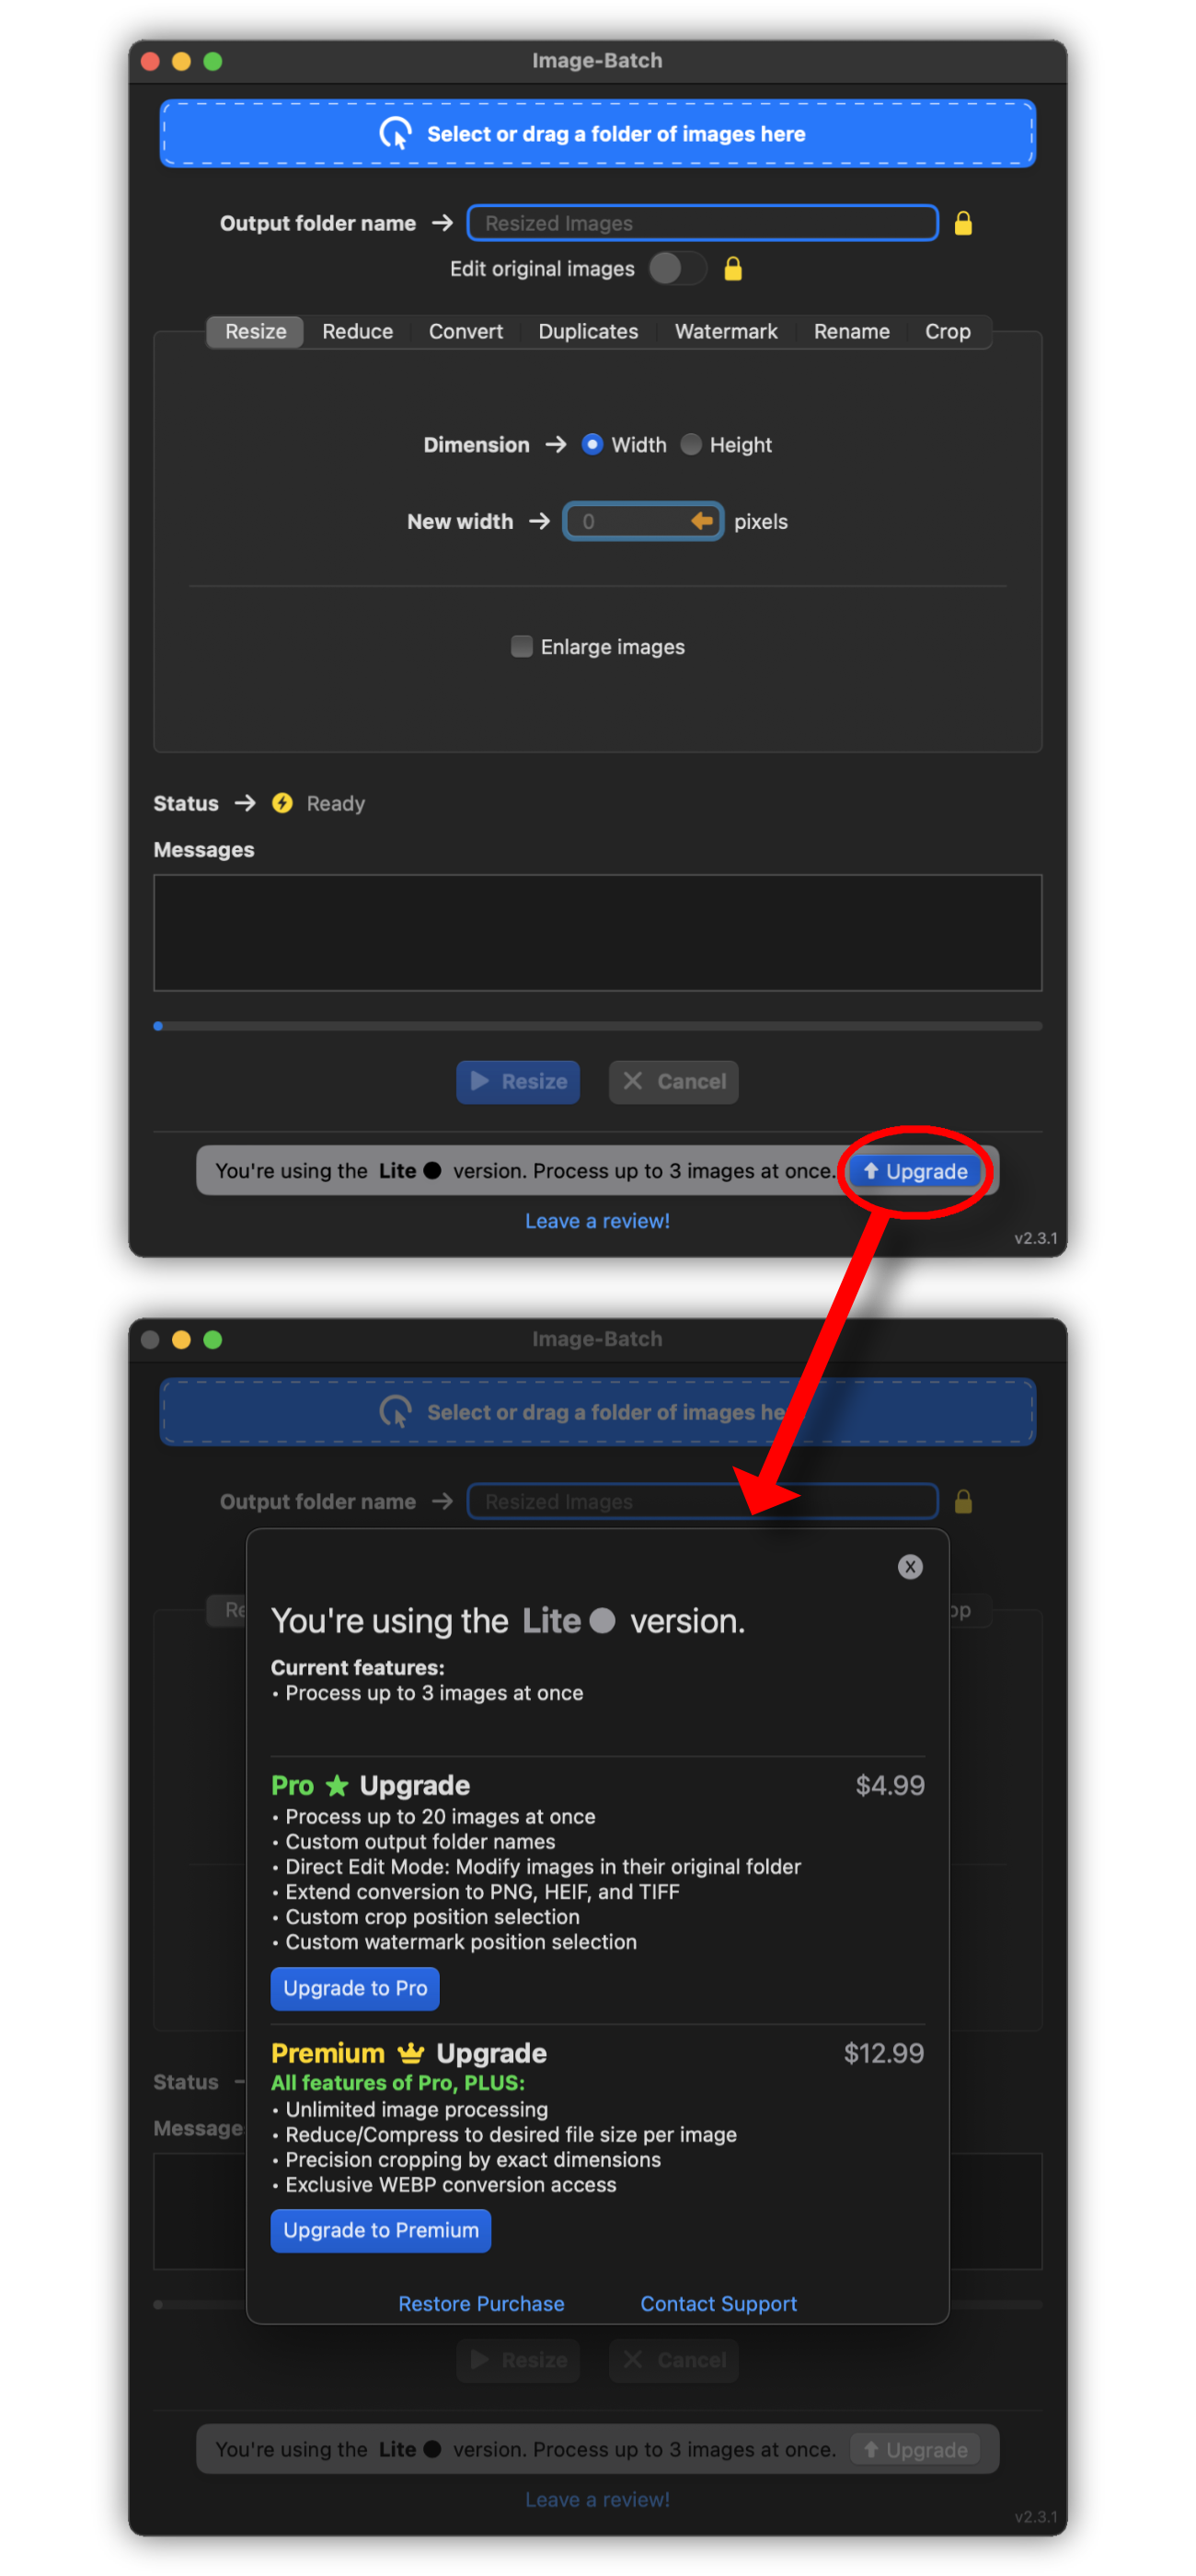 Image-Batch
Select or drag a folder of images here
Output folder name → Resized Images
Edit original images
Resize Reduce Convert Duplicates Watermark Rename Crop
Dimension → Width Height
New width → 0 pixels
Enlarge images
Status → Ready
Messages
Resize Cancel
You're using the Lite version. Process up to 3 images at once. Upgrade
Leave a review!
v2.3.1
Image-Batch
Select or drag a folder of images he
Output folder name → Resized Images
Re op
X
You're using the Lite version.
Current features:
• Process up to 3 images at once
Pro ★ Upgrade $4.99
• Process up to 20 images at once
• Custom output folder names
• Direct Edit Mode: Modify images in their original folder
• Extend conversion to PNG, HEIF, and TIFF
• Custom crop position selection
• Custom watermark position selection
Upgrade to Pro
Premium Upgrade $12.99
All features of Pro, PLUS:
• Unlimited image processing
• Reduce/Compress to desired file size per image
• Precision cropping by exact dimensions
• Exclusive WEBP conversion access
Upgrade to Premium
Restore Purchase Contact Support
Status
Message
Resize Cancel
You're using the Lite version. Process up to 3 images at once. Upgrade
Leave a review!
v2.3.1